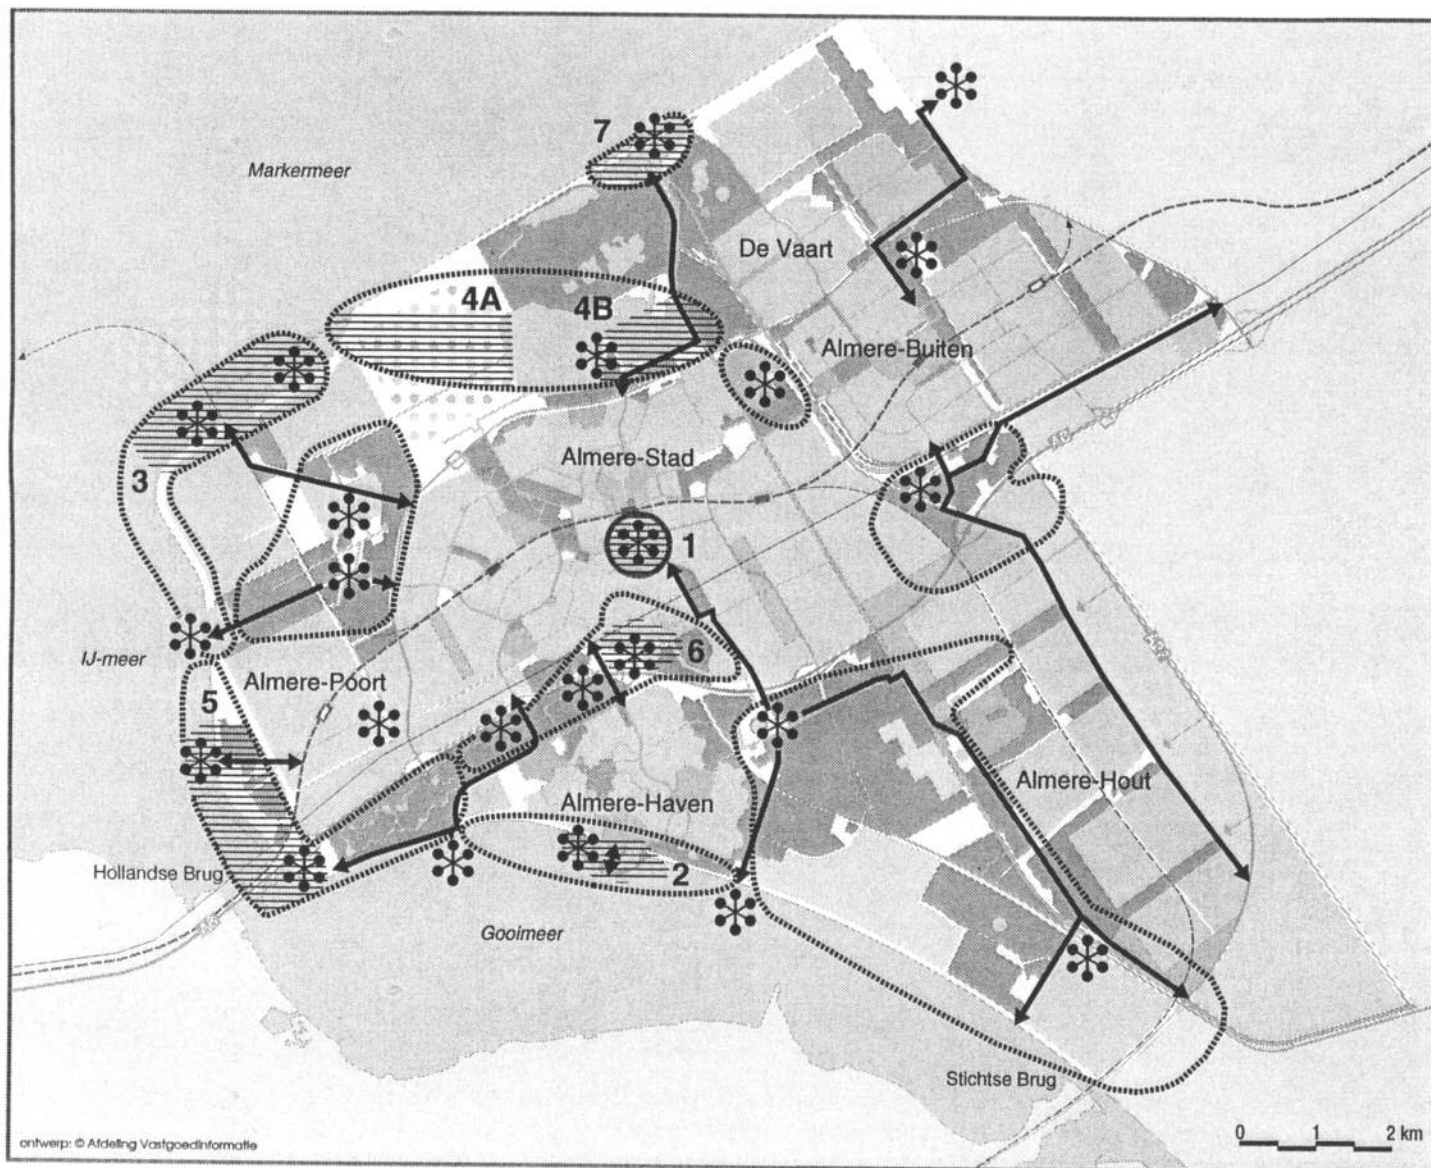 7
Markermeer
De Vaart
4A
4B
Almere-Buiten
Almere-Stad
3
1
IJ-meer
6
Almere-Poort
5
Almere-Hout
Almere-Haven
Hollandse Brug
2
Gooimeer
Stichtse Brug
ontwerp: © Afdeling Vastgoedinformatie
0 1 2 km